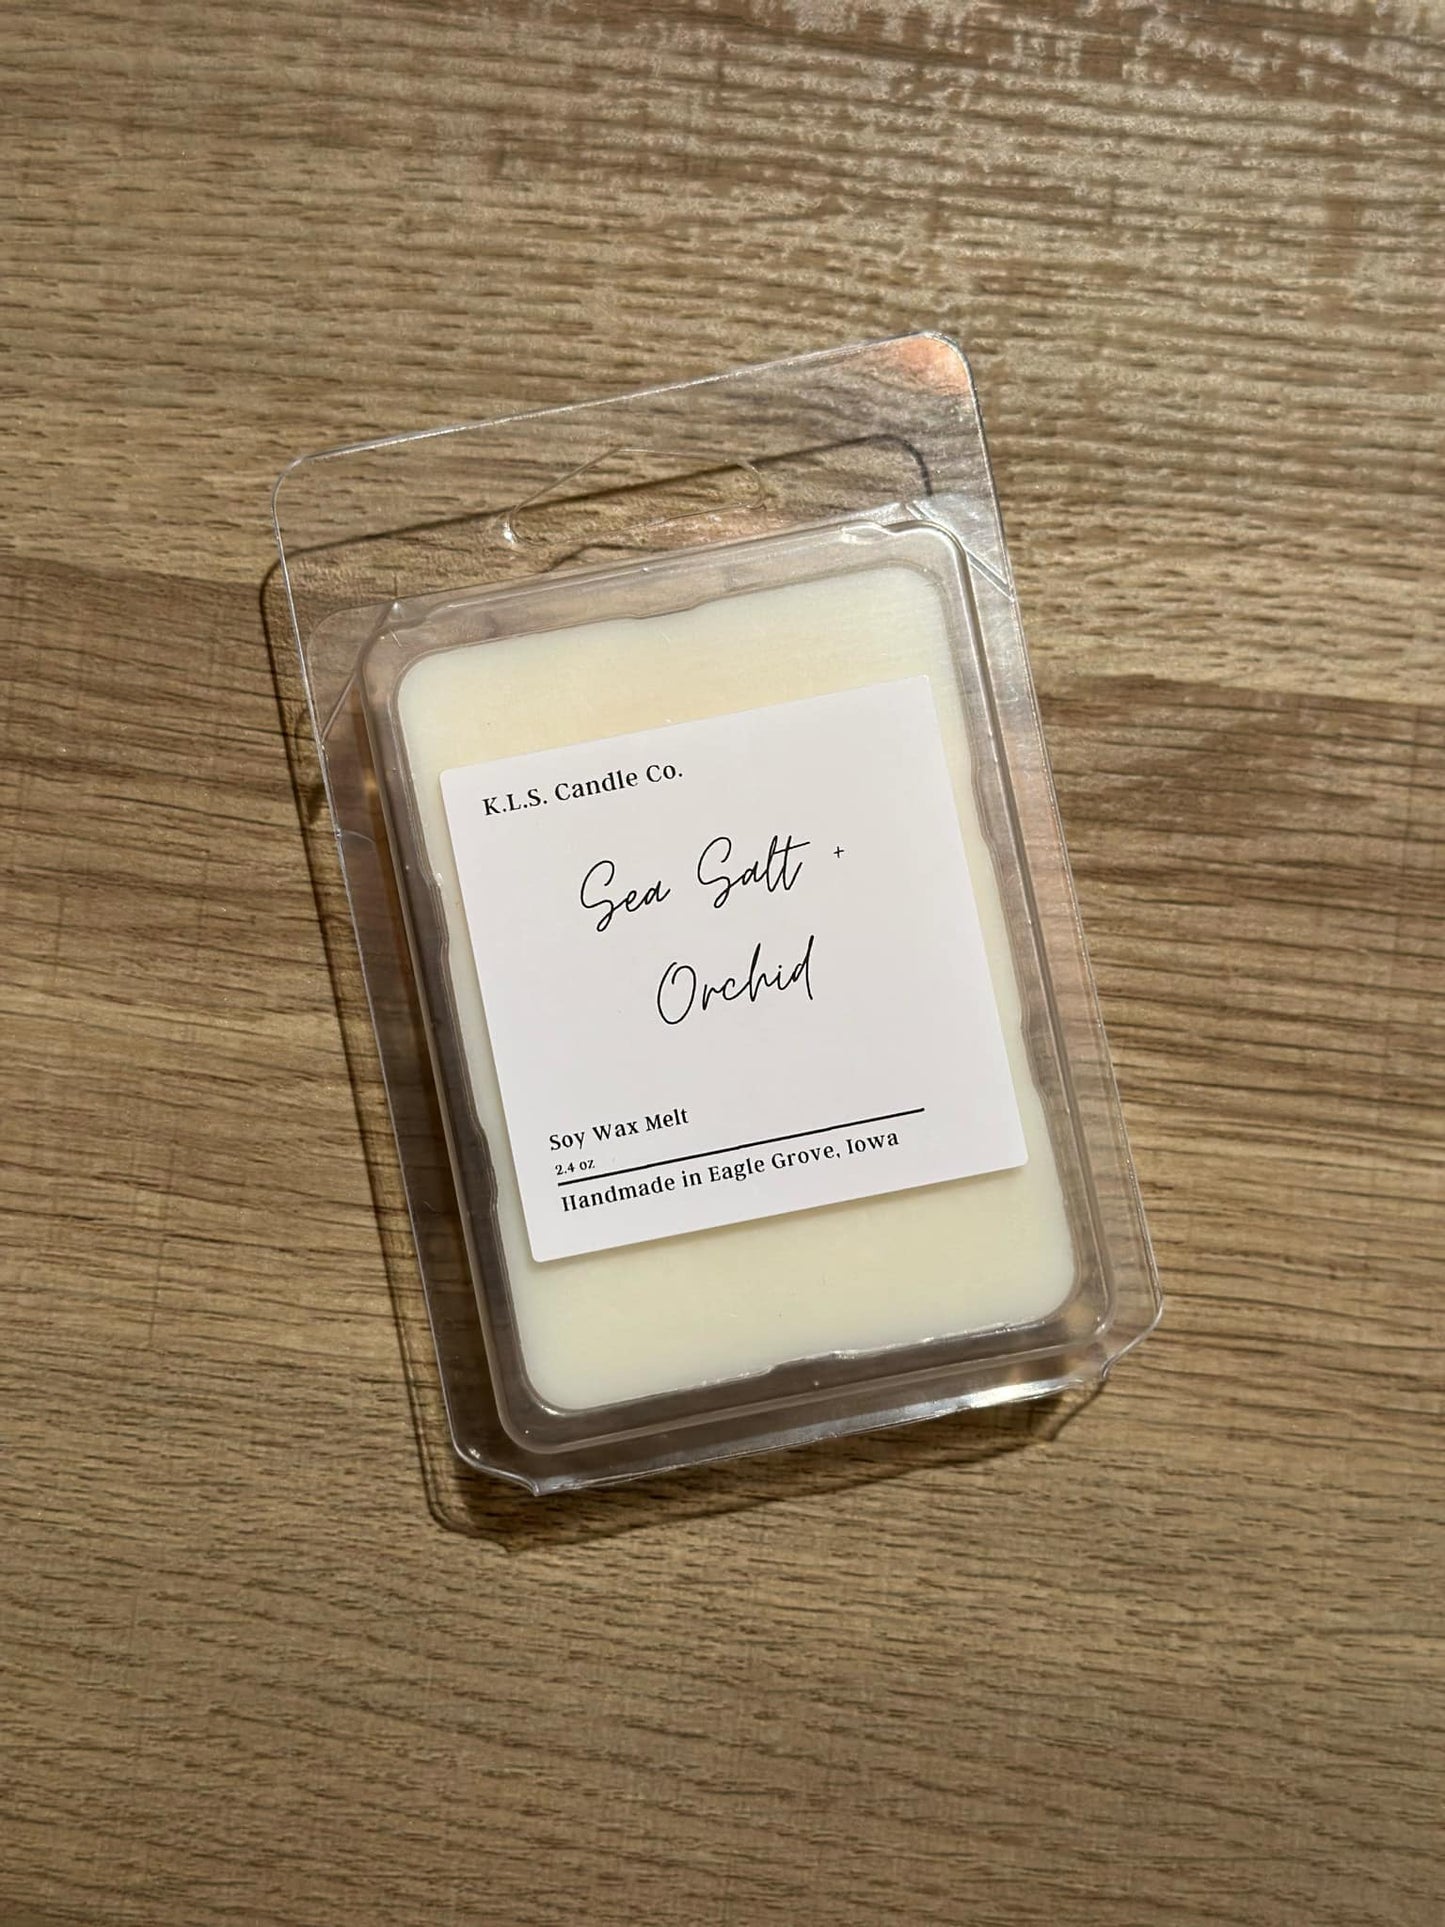 K.L.S. Candle Co.
Sea Salt +
Orchid
Soy Wax Melt
2.4 oz
Handmade in Eagle Grove, Iowa